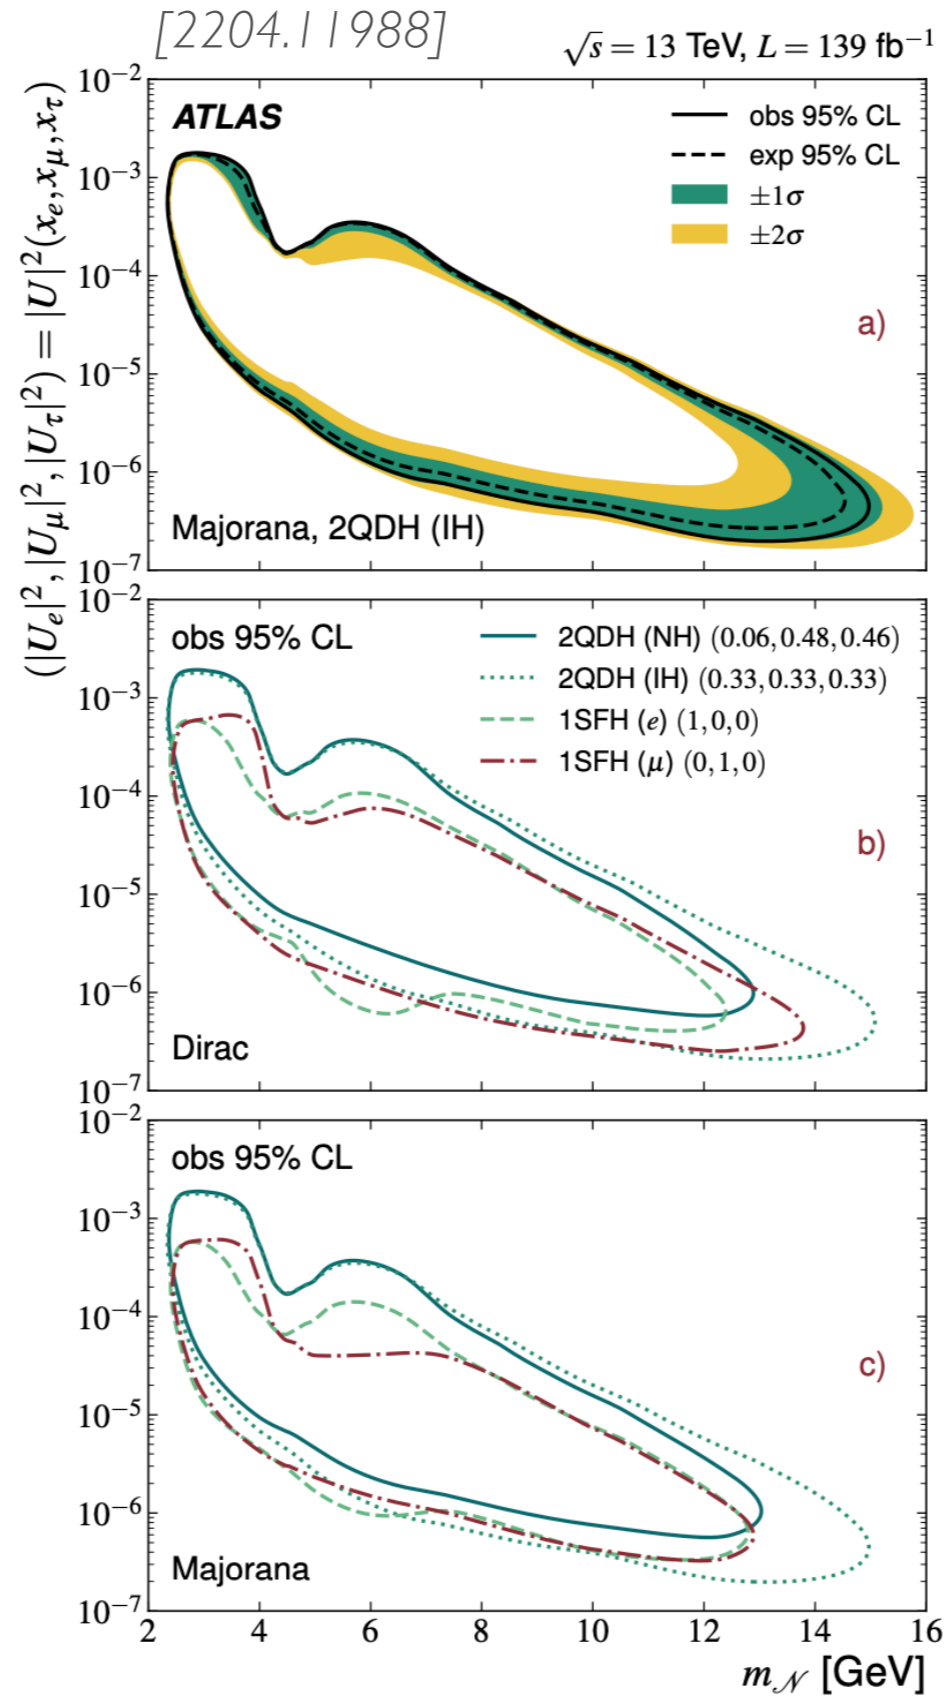 [2204.11988]
√s = 13 TeV, L = 139 fb⁻¹
(|U_e|², |U_μ|², |U_τ|²) = |U|²(x_e, x_μ, x_τ)
ATLAS
obs 95% CL
exp 95% CL
±1σ
±2σ
a)
Majorana, 2QDH (IH)
10⁻²
10⁻³
10⁻⁴
10⁻⁵
10⁻⁶
10⁻⁷
obs 95% CL
2QDH (NH) (0.06, 0.48, 0.46)
2QDH (IH) (0.33, 0.33, 0.33)
1SFH (e) (1, 0, 0)
1SFH (μ) (0, 1, 0)
b)
Dirac
10⁻²
10⁻³
10⁻⁴
10⁻⁵
10⁻⁶
10⁻⁷
obs 95% CL
c)
Majorana
10⁻²
10⁻³
10⁻⁴
10⁻⁵
10⁻⁶
10⁻⁷
2 4 6 8 10 12 14 16
m_𝒩 [GeV]